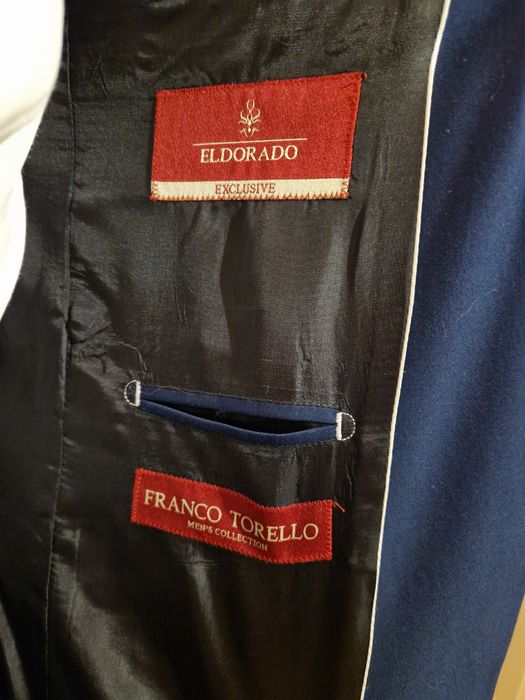 ELDORADO
EXCLUSIVE
FRANCO TORELLO
MEN'S COLLECTION